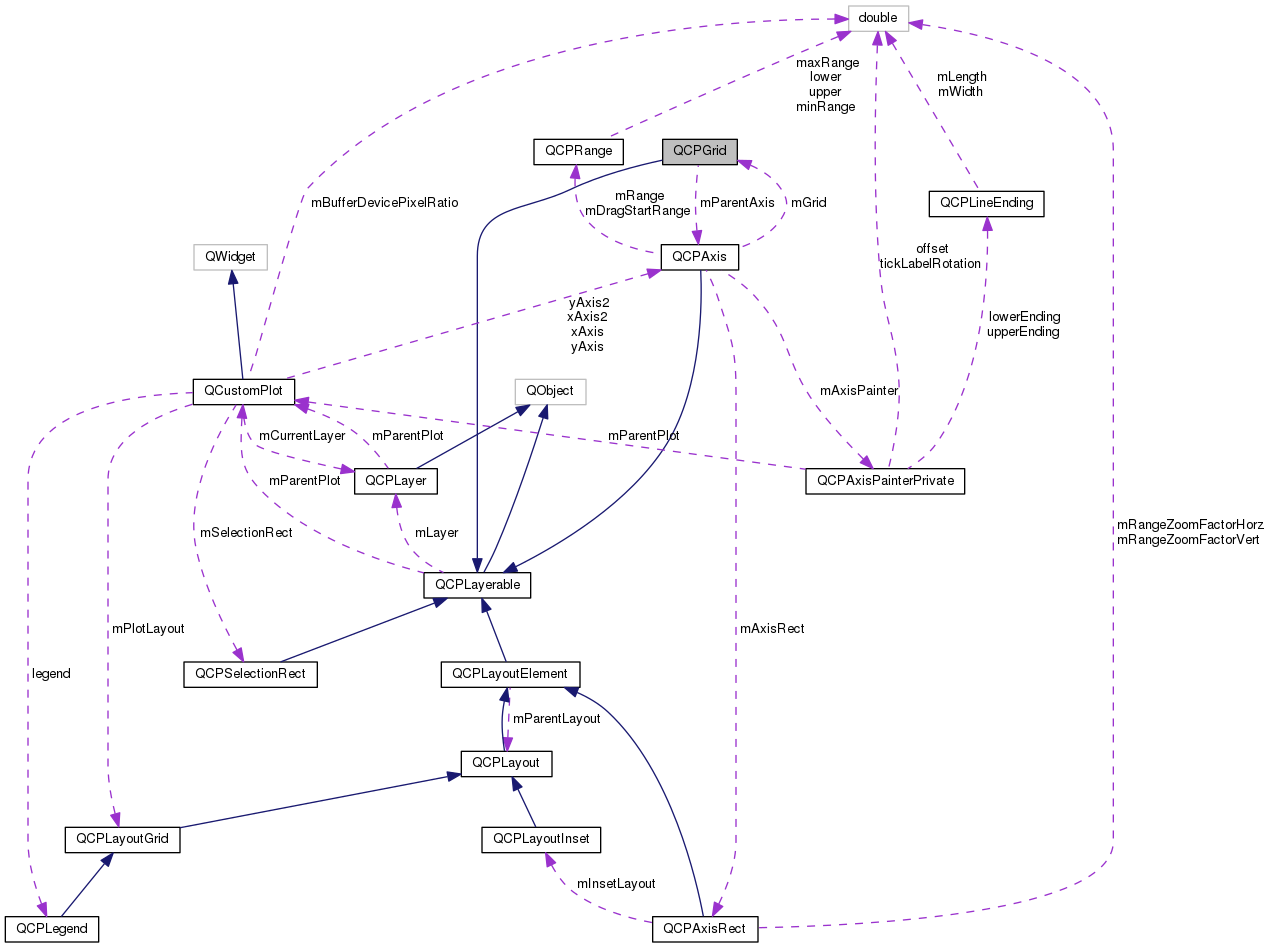 double
maxRange
lower
upper
minRange
mLength
mWidth
QCPRange
QCPGrid
mRange
mDragStartRange
mParentAxis
mGrid
QCPLineEnding
mBufferDevicePixelRatio
QWidget
QCPAxis
offset
tickLabelRotation
yAxis2
xAxis2
xAxis
yAxis
lowerEnding
upperEnding
QCustomPlot
QObject
mAxisPainter
mCurrentLayer
mParentPlot
mParentPlot
mParentPlot
QCPLayer
QCPAxisPainterPrivate
mSelectionRect
mLayer
mRangeZoomFactorHorz
mRangeZoomFactorVert
QCPLayerable
mPlotLayout
mAxisRect
legend
QCPSelectionRect
QCPLayoutElement
mParentLayout
QCPLayout
QCPLayoutGrid
QCPLayoutInset
mInsetLayout
QCPLegend
QCPAxisRect